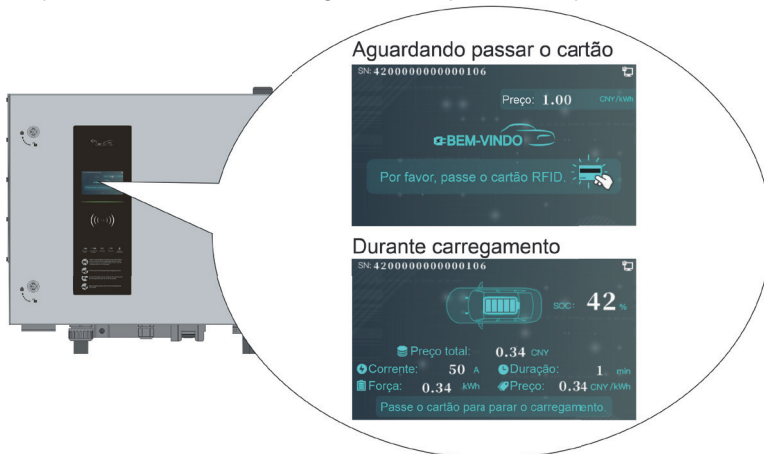 Aguardando passar o cartão
SN: 4200000000000106
Preço: 1.00 CNY/kWh
BEM-VINDO
Por favor, passe o cartão RFID.
Durante carregamento
SN: 4200000000000106
SOC: 42 %
Preço total: 0.34 CNY
Corrente: 50 A Duração: 1 min
Força: 0.34 kWh Preço: 0.34 CNY/kWh
Passe o cartão para parar o carregamento.